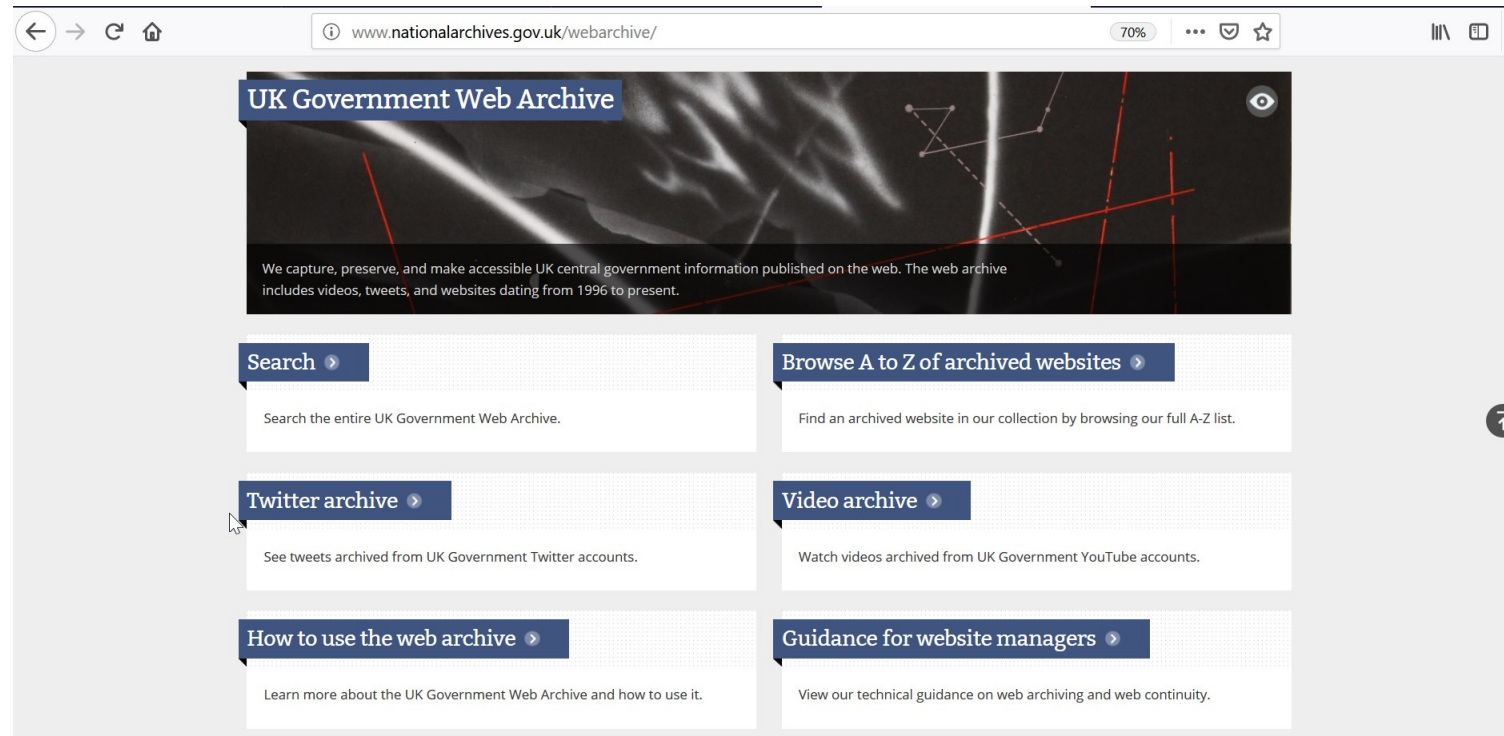 www.nationalarchives.gov.uk/webarchive/
70%
UK Government Web Archive
We capture, preserve, and make accessible UK central government information published on the web. The web archive
includes videos, tweets, and websites dating from 1996 to present.
Search
Browse A to Z of archived websites
Search the entire UK Government Web Archive.
Find an archived website in our collection by browsing our full A-Z list.
Twitter archive
Video archive
See tweets archived from UK Government Twitter accounts.
Watch videos archived from UK Government YouTube accounts.
How to use the web archive
Guidance for website managers
Learn more about the UK Government Web Archive and how to use it.
View our technical guidance on web archiving and web continuity.